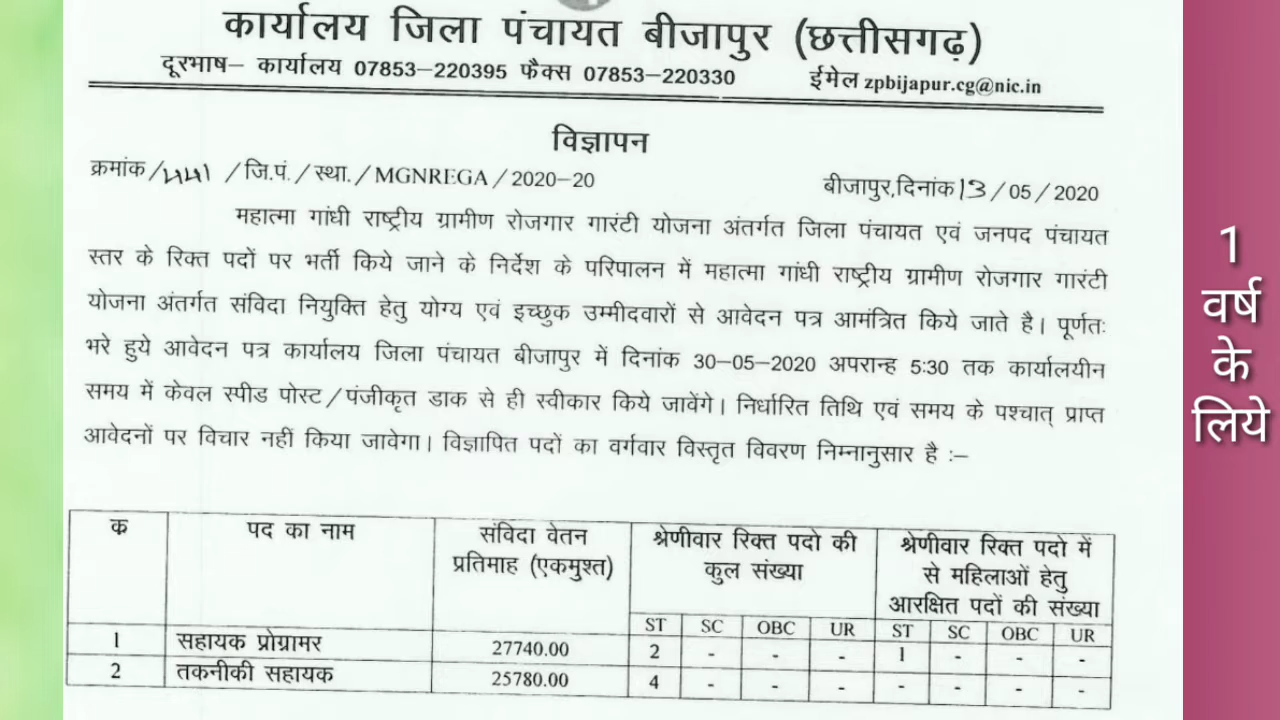 कार्यालय जिला पंचायत बीजापुर (छत्तीसगढ़)
दूरभाष– कार्यालय 07853–220395 फैक्स 07853–220330 ईमेल zpbijapur.cg@nic.in
विज्ञापन
क्रमांक/441 /जि.पं./स्था./MGNREGA/2020–20 बीजापुर,दिनांक 13/05/2020
महात्मा गांधी राष्ट्रीय ग्रामीण रोजगार गारंटी योजना अंतर्गत जिला पंचायत एवं जनपद पंचायत
स्तर के रिक्त पदों पर भर्ती किये जाने के निर्देश के परिपालन में महात्मा गांधी राष्ट्रीय ग्रामीण रोजगार गारंटी
योजना अंतर्गत संविदा नियुक्ति हेतु योग्य एवं इच्छुक उम्मीदवारों से आवेदन पत्र आमंत्रित किये जाते है। पूर्णतः
भरे हुये आवेदन पत्र कार्यालय जिला पंचायत बीजापुर में दिनांक 30–05–2020 अपरान्ह 5:30 तक कार्यालयीन
समय में केवल स्पीड पोस्ट/पंजीकृत डाक से ही स्वीकार किये जावेंगे। निर्धारित तिथि एवं समय के पश्चात् प्राप्त
आवेदनों पर विचार नहीं किया जावेगा। विज्ञापित पदों का वर्गवार विस्तृत विवरण निम्नानुसार है :–
क पद का नाम संविदा वेतन श्रेणीवार रिक्त पदो की श्रेणीवार रिक्त पदो में
प्रतिमाह (एकमुश्त) कुल संख्या से महिलाओं हेतु
आरक्षित पदों की संख्या
ST SC OBC UR ST SC OBC UR
1 सहायक प्रोग्रामर 27740.00 2 - - - 1 - - -
2 तकनीकी सहायक 25780.00 4 - - - - - - -
1
वर्ष
के
लिये